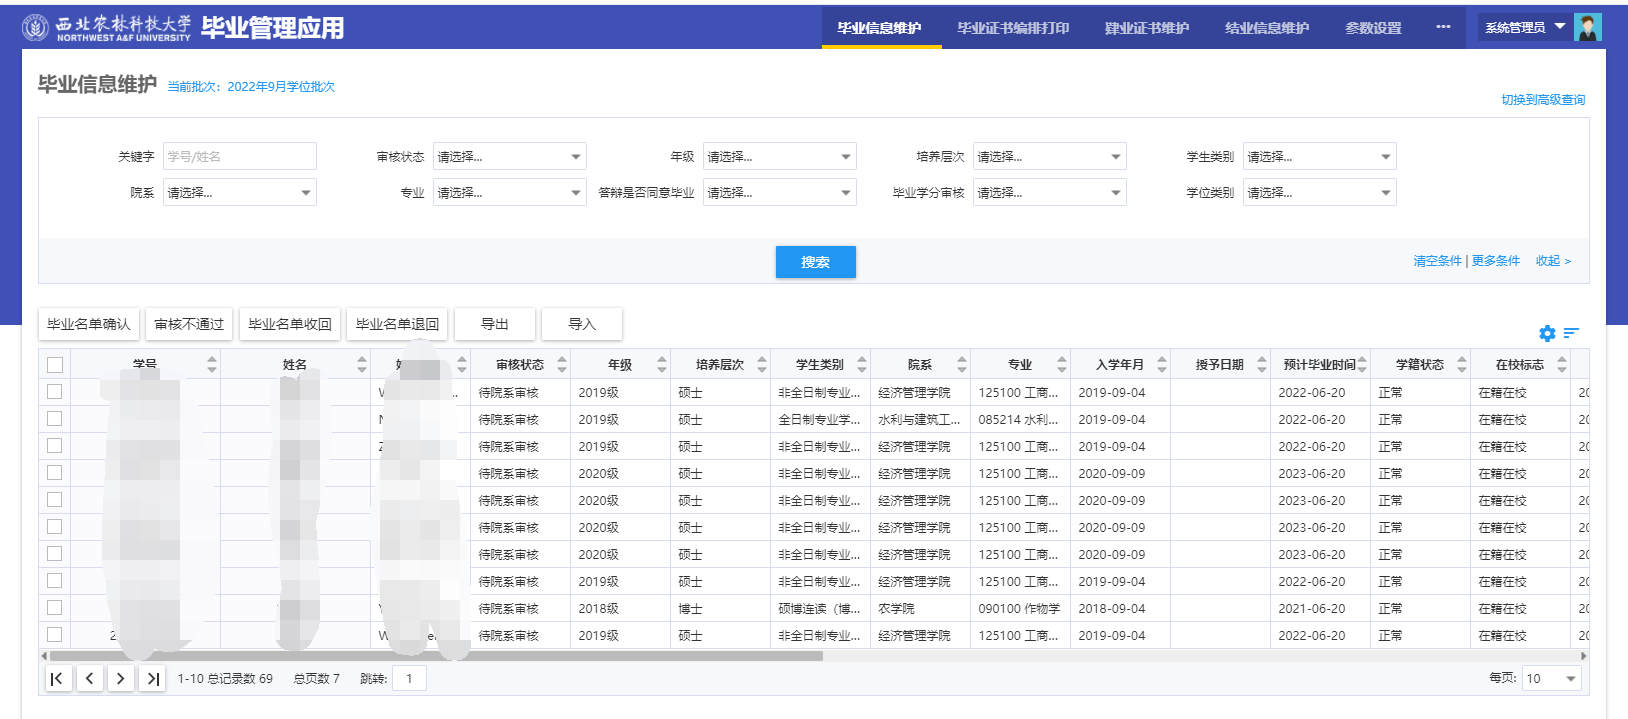 西北农林科技大学
NORTHWEST A&F UNIVERSITY
毕业管理应用
毕业信息维护 毕业证书编排打印 肄业证书维护 结业信息维护 参数设置 ··· 系统管理员
毕业信息维护 当前批次：2022年9月学位批次
切换到高级查询
关键字 学号/姓名 审核状态 请选择... 年级 请选择... 培养层次 请选择... 学生类别 请选择...
院系 请选择... 专业 请选择... 答辩是否同意毕业 请选择... 毕业学分审核 请选择... 学位类别 请选择...
搜索 清空条件 | 更多条件 收起 >
毕业名单确认 审核不通过 毕业名单收回 毕业名单退回 导出 导入
学号 姓名 审核状态 年级 培养层次 学生类别 院系 专业 入学年月 授予日期 预计毕业时间 学籍状态 在校标志
待院系审核 2019级 硕士 非全日制专业... 经济管理学院 125100 工商... 2019-09-04 2022-06-20 正常 在籍在校
待院系审核 2019级 硕士 全日制专业学... 水利与建筑工... 085214 水利... 2019-09-04 2022-06-20 正常 在籍在校
待院系审核 2019级 硕士 非全日制专业... 经济管理学院 125100 工商... 2019-09-04 2022-06-20 正常 在籍在校
待院系审核 2020级 硕士 非全日制专业... 经济管理学院 125100 工商... 2020-09-09 2023-06-20 正常 在籍在校
待院系审核 2020级 硕士 非全日制专业... 经济管理学院 125100 工商... 2020-09-09 2023-06-20 正常 在籍在校
待院系审核 2020级 硕士 非全日制专业... 经济管理学院 125100 工商... 2020-09-09 2023-06-20 正常 在籍在校
待院系审核 2020级 硕士 非全日制专业... 经济管理学院 125100 工商... 2020-09-09 2023-06-20 正常 在籍在校
待院系审核 2019级 硕士 非全日制专业... 经济管理学院 125100 工商... 2019-09-04 2022-06-20 正常 在籍在校
待院系审核 2018级 博士 硕博连读（博... 农学院 090100 作物学 2018-09-04 2021-06-20 正常 在籍在校
待院系审核 2019级 硕士 非全日制专业... 经济管理学院 125100 工商... 2019-09-04 2022-06-20 正常 在籍在校
1-10 总记录数 69 总页数 7 跳转: 1 每页: 10